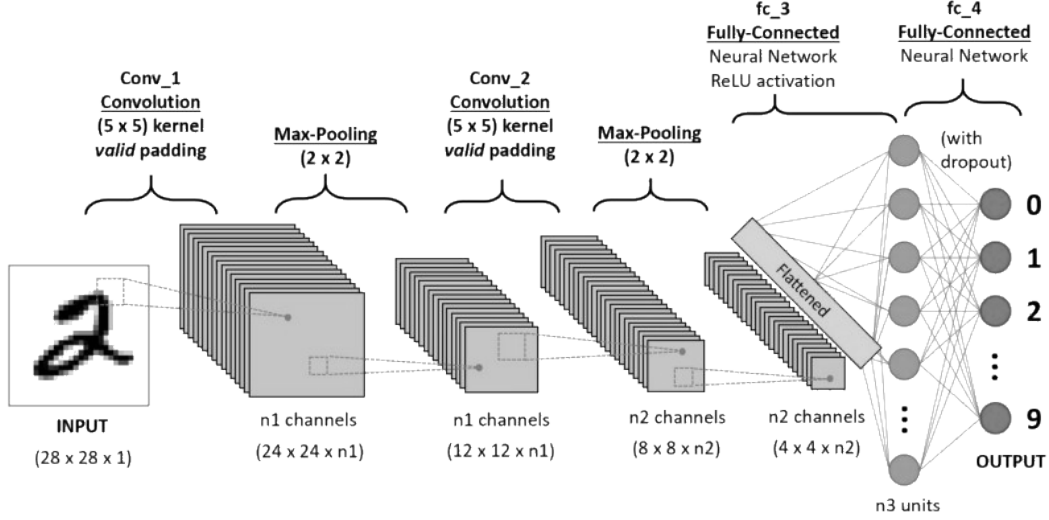 Conv_1
Convolution
(5 x 5) kernel
valid padding
Max-Pooling
(2 x 2)
Conv_2
Convolution
(5 x 5) kernel
valid padding
Max-Pooling
(2 x 2)
fc_3
Fully-Connected
Neural Network
ReLU activation
fc_4
Fully-Connected
Neural Network
(with
dropout)
Flattened
0
1
2
9
OUTPUT
2
INPUT
(28 x 28 x 1)
n1 channels
(24 x 24 x n1)
n1 channels
(12 x 12 x n1)
n2 channels
(8 x 8 x n2)
n2 channels
(4 x 4 x n2)
n3 units